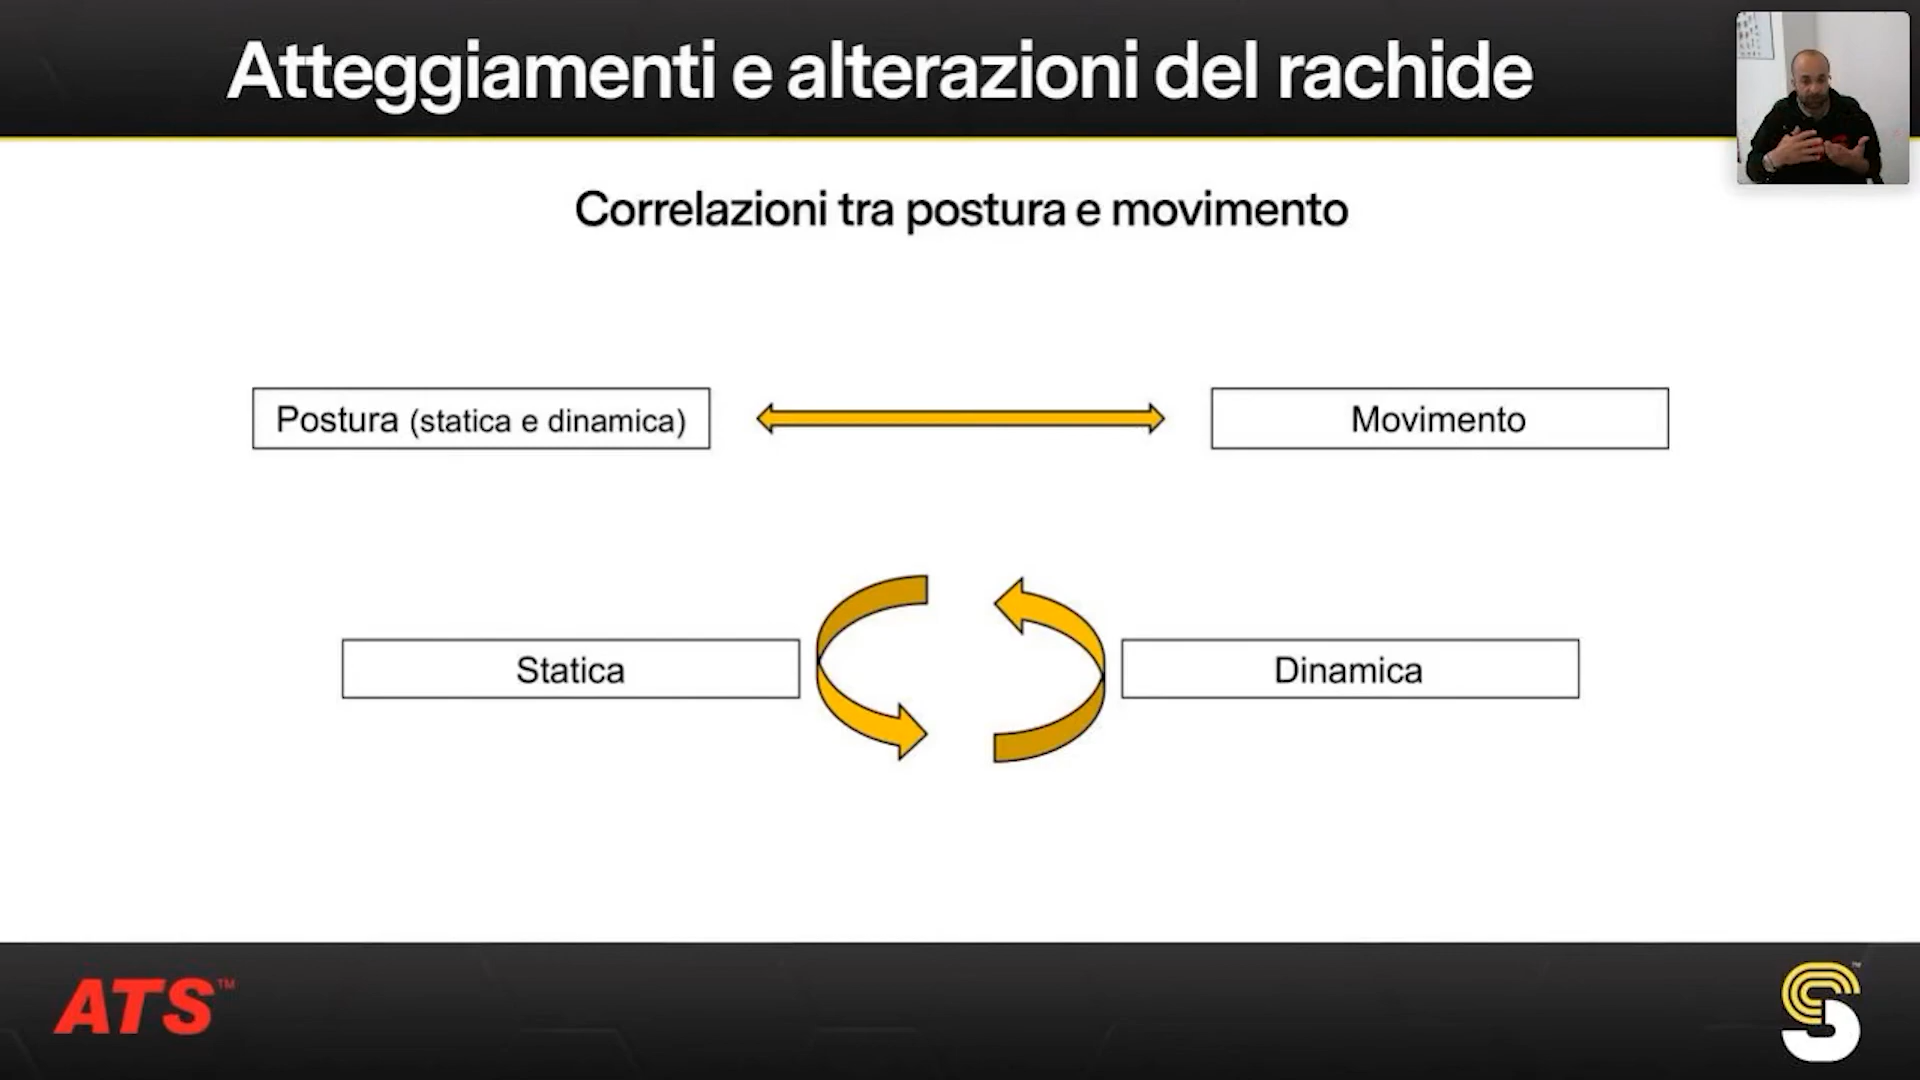 Atteggiamenti e alterazioni del rachide
Correlazioni tra postura e movimento
Postura (statica e dinamica)
Movimento
Statica
Dinamica
ATS™